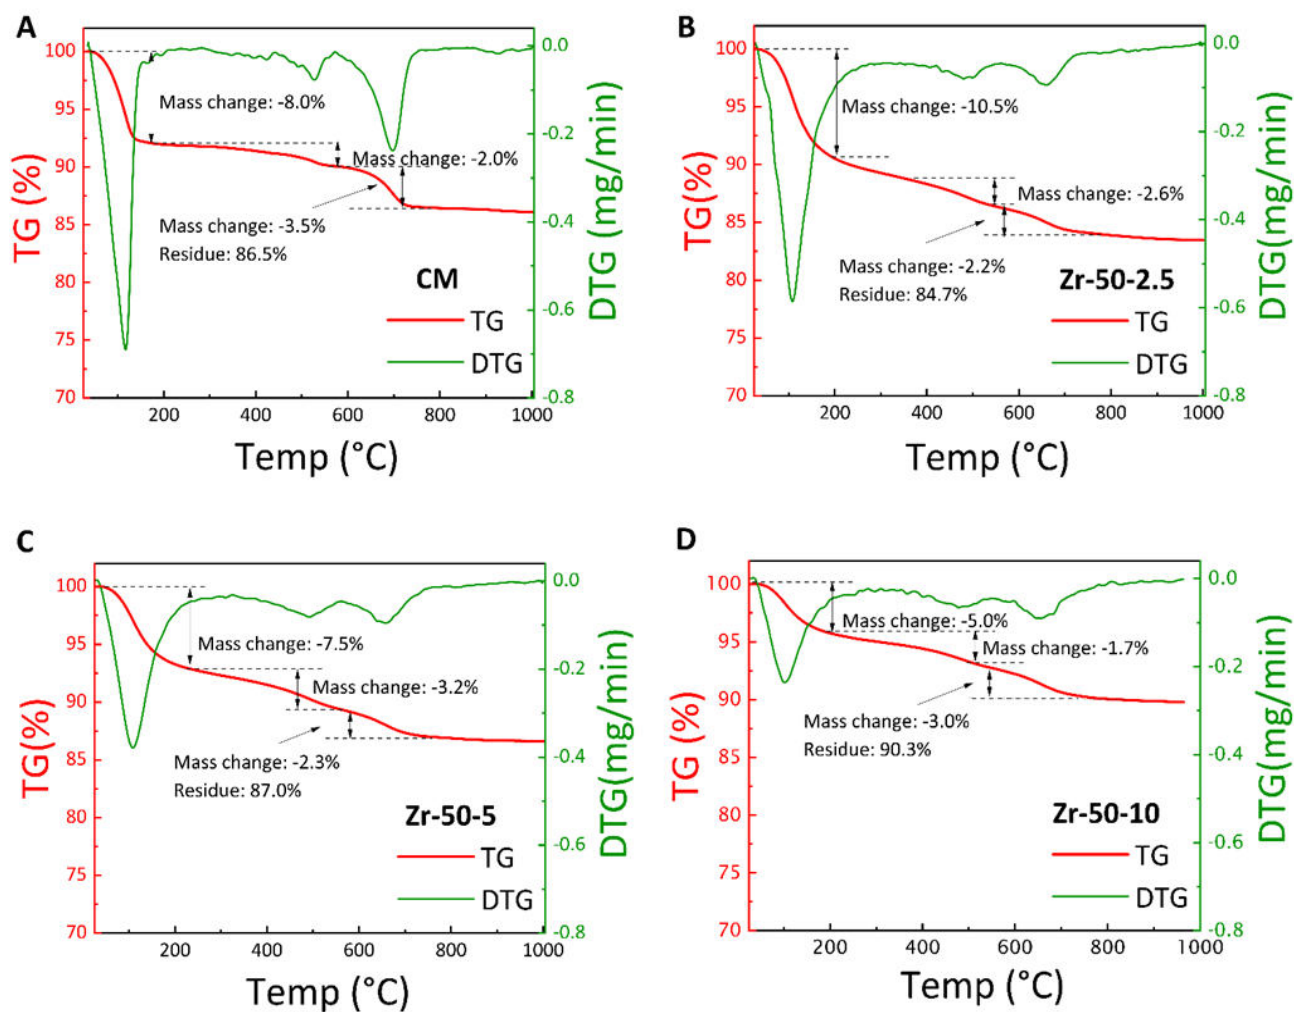 A
100
95
90
85
80
75
70
TG (%)
Mass change: -8.0%
Mass change: -2.0%
Mass change: -3.5%
Residue: 86.5%
CM
TG
DTG
0.0
-0.2
-0.4
-0.6
-0.8
DTG (mg/min)
200
400
600
800
1000
Temp (°C)
B
100
95
90
85
80
75
70
TG(%)
Mass change: -10.5%
Mass change: -2.6%
Mass change: -2.2%
Residue: 84.7%
Zr-50-2.5
TG
DTG
0.0
-0.2
-0.4
-0.6
-0.8
DTG(mg/min)
200
400
600
800
1000
Temp (°C)
C
100
95
90
85
80
75
70
TG(%)
Mass change: -7.5%
Mass change: -3.2%
Mass change: -2.3%
Residue: 87.0%
Zr-50-5
TG
DTG
0.0
-0.2
-0.4
-0.6
-0.8
DTG(mg/min)
200
400
600
800
1000
Temp (°C)
D
100
95
90
85
80
75
70
TG (%)
Mass change: -5.0%
Mass change: -1.7%
Mass change: -3.0%
Residue: 90.3%
Zr-50-10
TG
DTG
0.0
-0.2
-0.4
-0.6
-0.8
DTG(mg/min)
200
400
600
800
1000
Temp (°C)